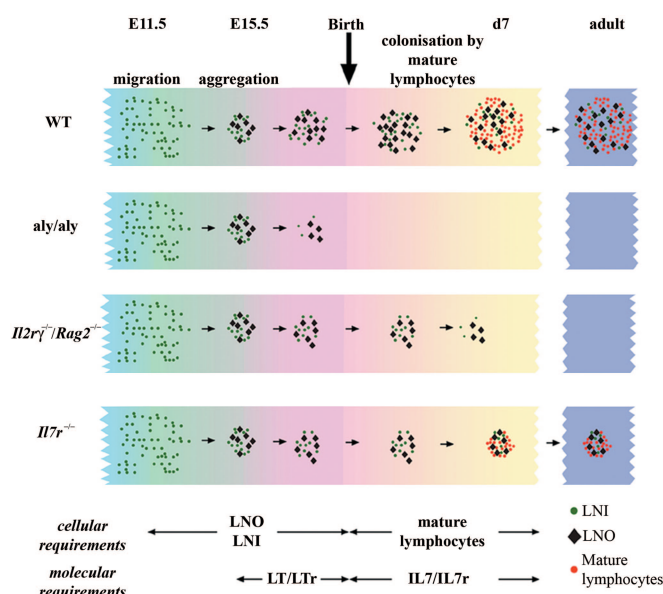 E11.5 E15.5 Birth d7 adult
colonisation by
mature
lymphocytes
migration aggregation
WT
aly/aly
Il2rγ⁻/⁻/Rag2⁻/⁻
Il7r⁻/⁻
cellular
requirements
LNO
LNI
mature
lymphocytes
molecular
requirements
LT/LTr IL7/IL7r
LNI
LNO
Mature
lymphocytes